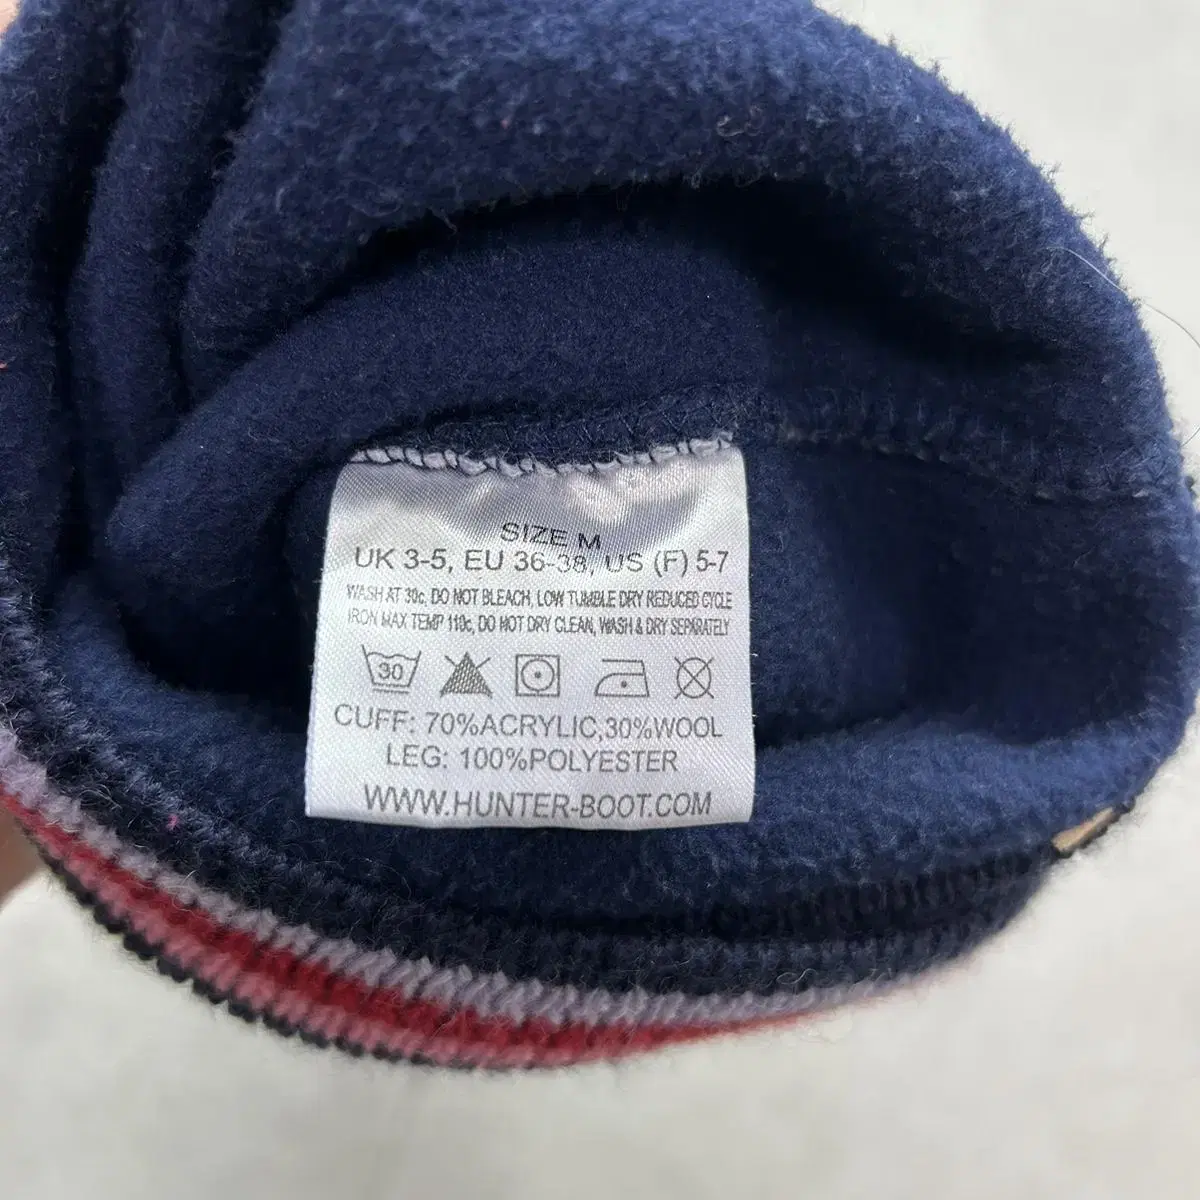 SIZE M
UK 3-5, EU 36-38, US (F) 5-7
WASH AT 30c, DO NOT BLEACH, LOW TUMBLE DRY REDUCED CYCLE
IRON MAX TEMP 110c, DO NOT DRY CLEAN, WASH & DRY SEPARATELY
30
CUFF: 70%ACRYLIC,30%WOOL
LEG: 100%POLYESTER
WWW.HUNTER-BOOT.COM